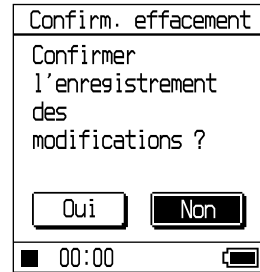 Confirm. effacement
Confirmer
l'enregistrement
des
modifications ?
Oui Non
00:00